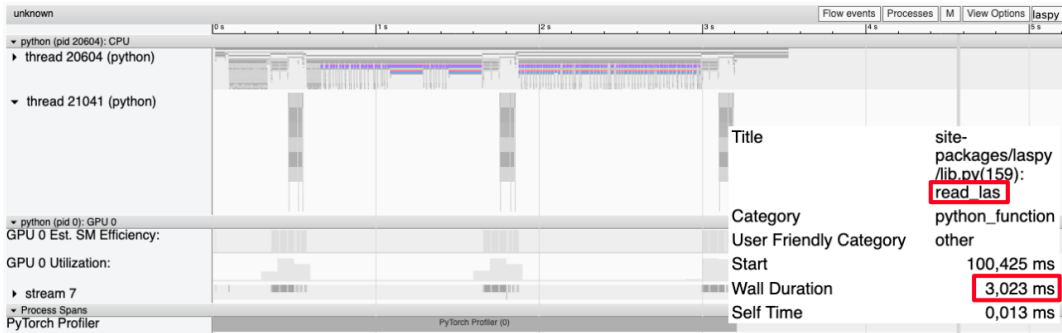 unknown
Flow events Processes M View Options laspy
0 s 1 s 2 s 3 s 4 s 5 s
python (pid 20604): CPU
thread 20604 (python)
thread 21041 (python)
python (pid 0): GPU 0
GPU 0 Est. SM Efficiency:
GPU 0 Utilization:
stream 7
Process Spans
PyTorch Profiler
PyTorch Profiler (0)
Title site-
packages/laspy
/lib.py(159):
read_las
Category python_function
User Friendly Category other
Start 100,425 ms
Wall Duration 3,023 ms
Self Time 0,013 ms